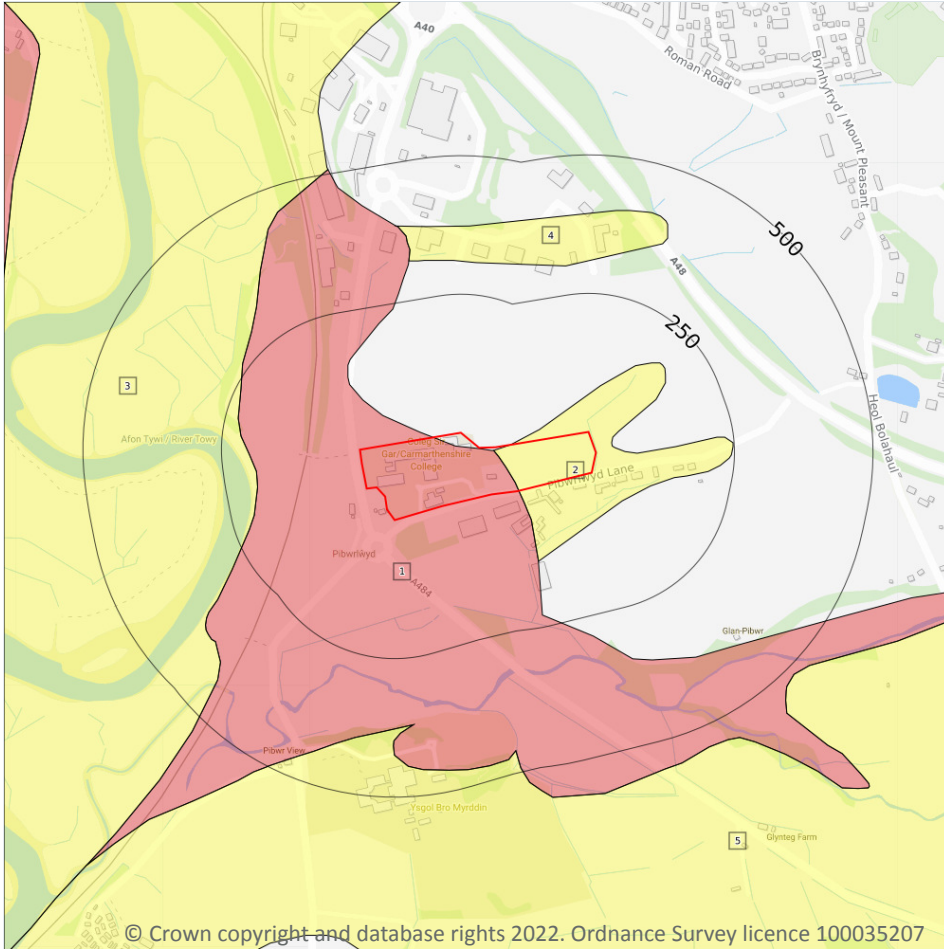 A40
Roman Road
Brynhyfryd / Mount Pleasant
500
4
A48
250
3
Heol Bolahaul
Afon Tywi / River Towy
Coleg Sir
Gar/Carmarthenshire
College
2
Pibwrlwyd Lane
Pibwrlwyd
1
A484
Glan-Pibwr
Pibwr View
Ysgol Bro Myrddin
5
Glynteg Farm
© Crown copyright and database rights 2022. Ordnance Survey licence 100035207